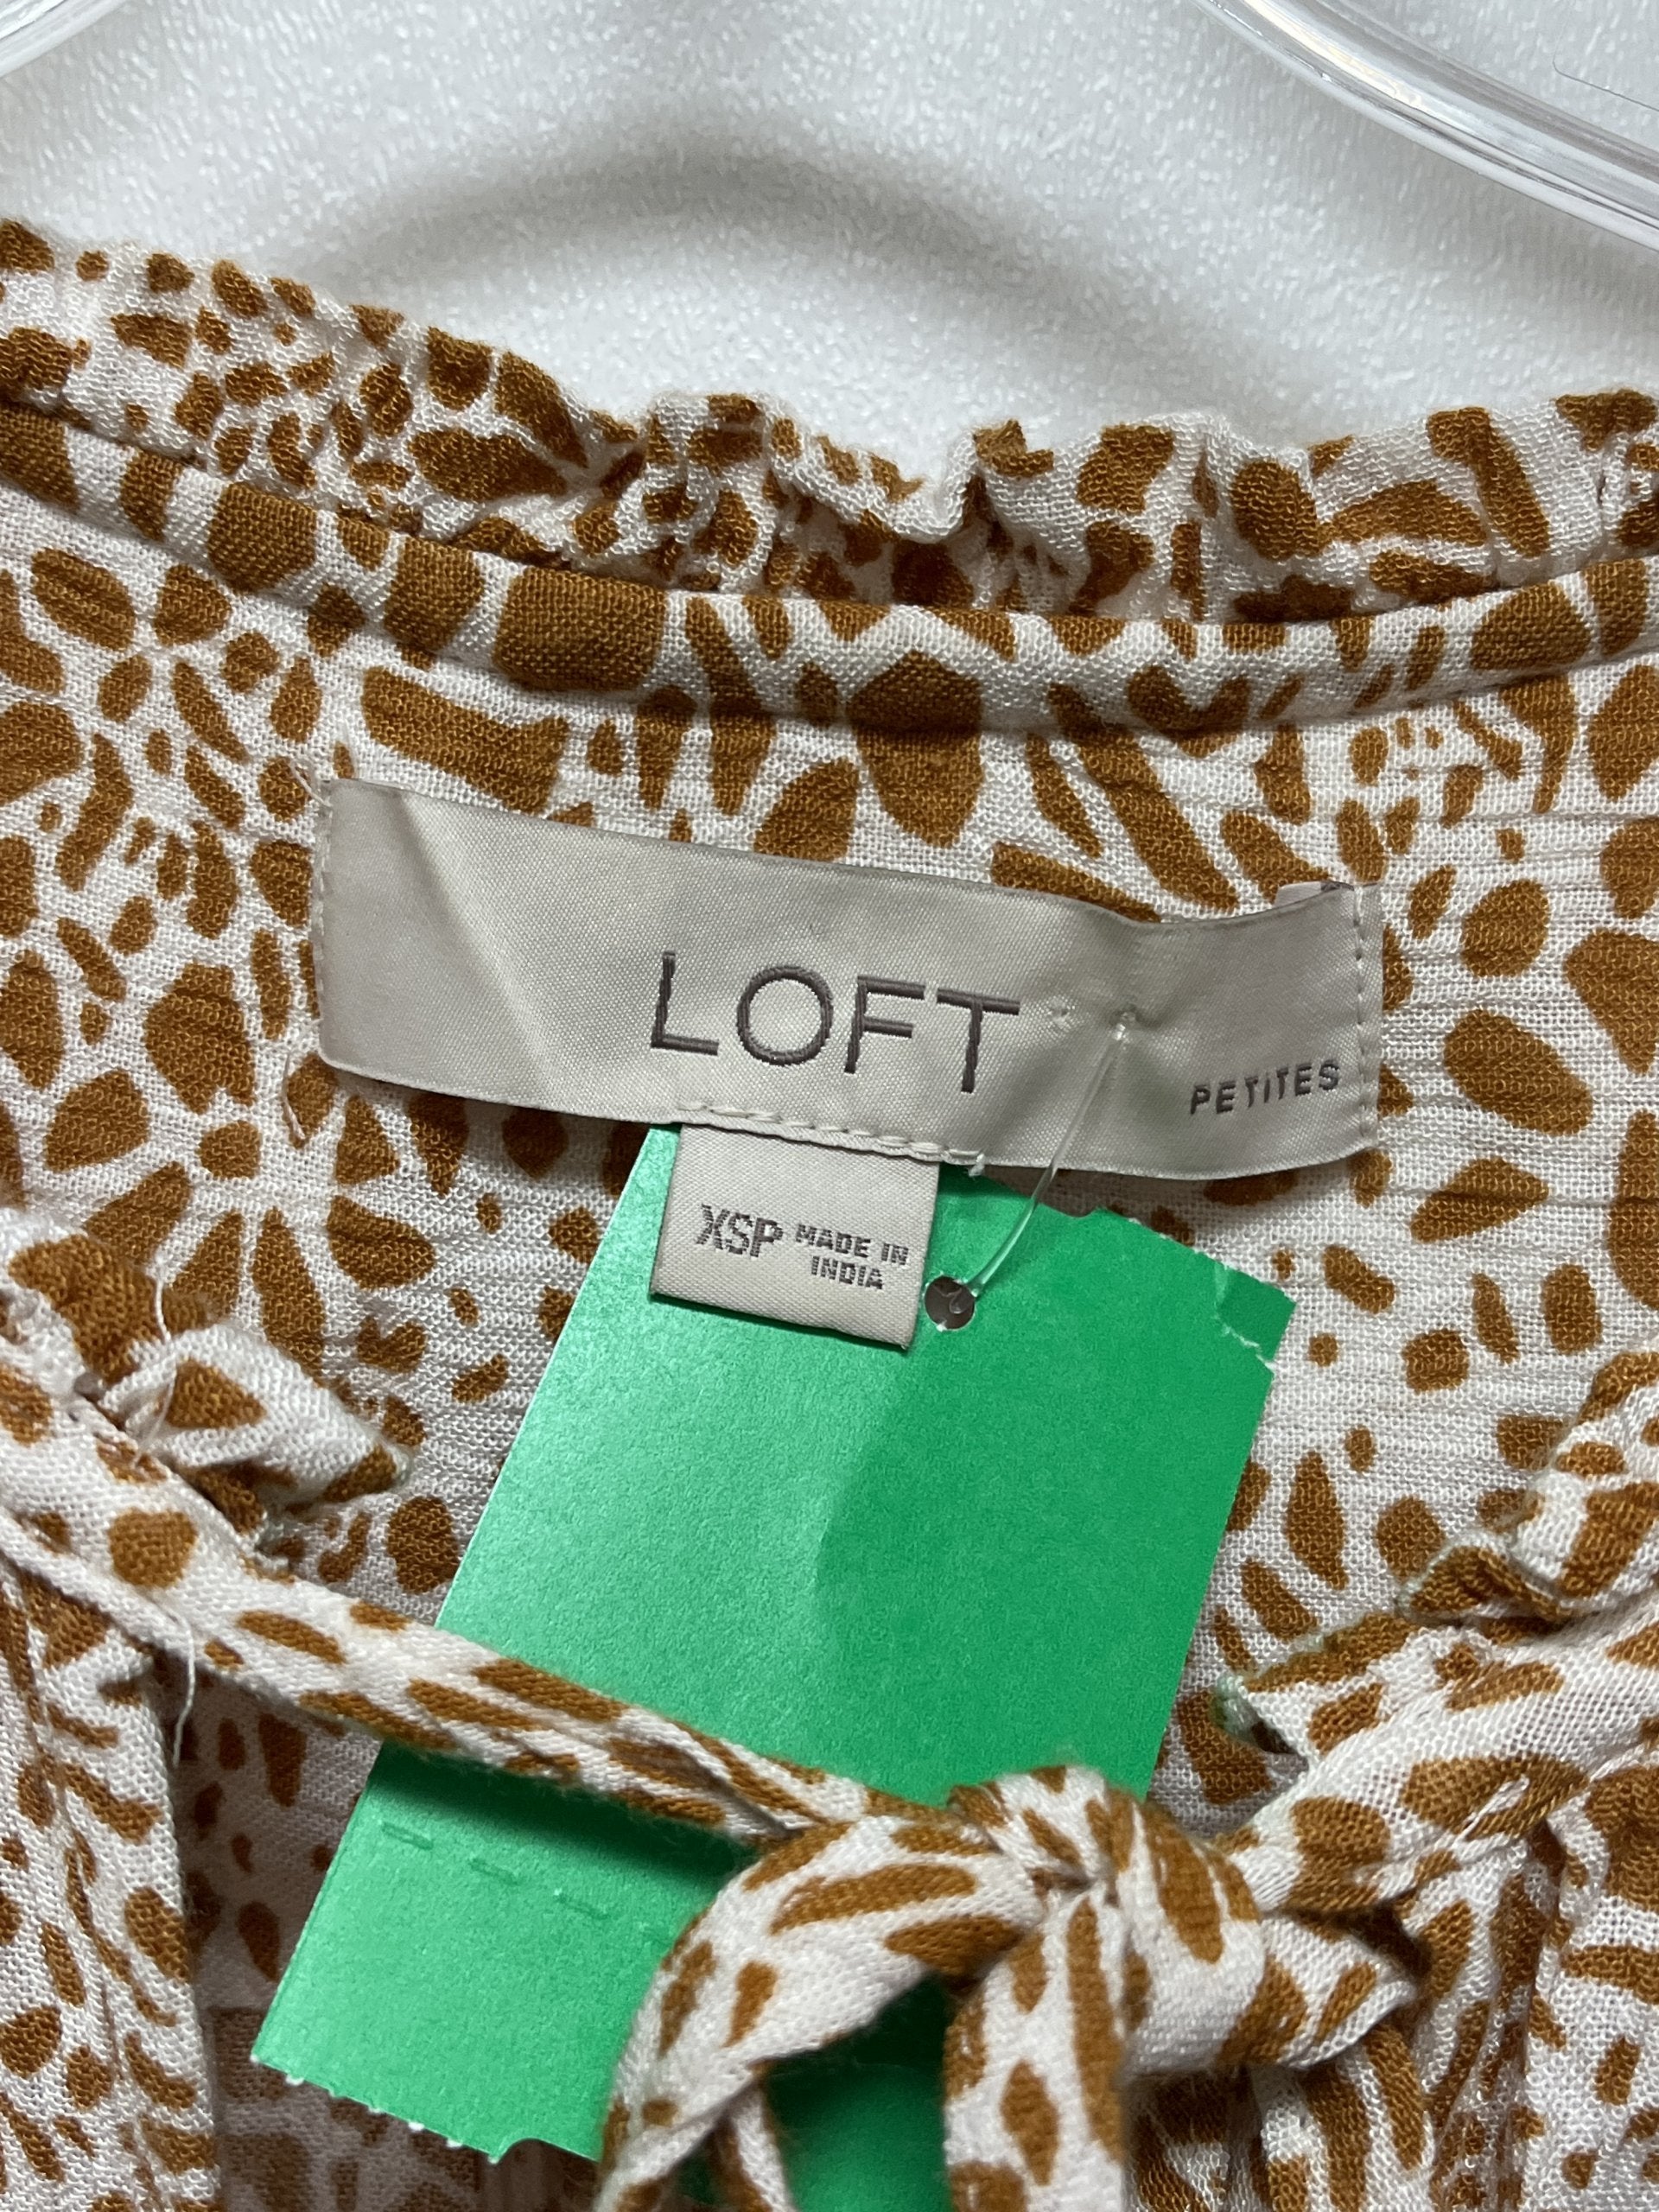 LOFT
PETITES
XSP MADE IN
INDIA